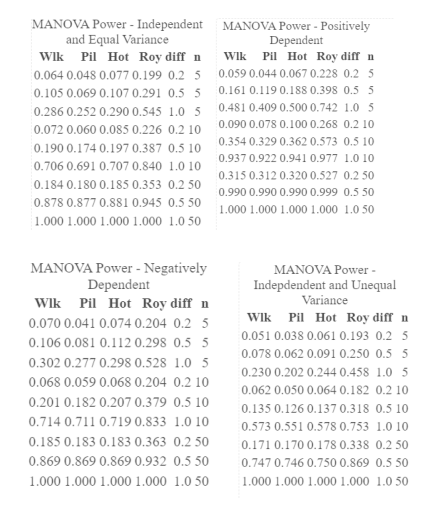 MANOVA Power - Independent
and Equal Variance
Wlk Pil Hot Roy diff n
0.064 0.048 0.077 0.199 0.2 5
0.105 0.069 0.107 0.291 0.5 5
0.286 0.252 0.290 0.545 1.0 5
0.072 0.060 0.085 0.226 0.2 10
0.190 0.174 0.197 0.387 0.5 10
0.706 0.691 0.707 0.840 1.0 10
0.184 0.180 0.185 0.353 0.2 50
0.878 0.877 0.881 0.945 0.5 50
1.000 1.000 1.000 1.000 1.0 50
MANOVA Power - Positively
Dependent
Wlk Pil Hot Roy diff n
0.059 0.044 0.067 0.228 0.2 5
0.161 0.119 0.188 0.398 0.5 5
0.481 0.409 0.500 0.742 1.0 5
0.090 0.078 0.100 0.268 0.2 10
0.354 0.329 0.362 0.573 0.5 10
0.937 0.922 0.941 0.977 1.0 10
0.315 0.312 0.320 0.527 0.2 50
0.990 0.990 0.990 0.999 0.5 50
1.000 1.000 1.000 1.000 1.0 50
MANOVA Power - Negatively
Dependent
Wlk Pil Hot Roy diff n
0.070 0.041 0.074 0.204 0.2 5
0.106 0.081 0.112 0.298 0.5 5
0.302 0.277 0.298 0.528 1.0 5
0.068 0.059 0.068 0.204 0.2 10
0.201 0.182 0.207 0.379 0.5 10
0.714 0.711 0.719 0.833 1.0 10
0.185 0.183 0.183 0.363 0.2 50
0.869 0.869 0.869 0.932 0.5 50
1.000 1.000 1.000 1.000 1.0 50
MANOVA Power -
Indepdendent and Unequal
Variance
Wlk Pil Hot Roy diff n
0.051 0.038 0.061 0.193 0.2 5
0.078 0.062 0.091 0.250 0.5 5
0.230 0.202 0.244 0.458 1.0 5
0.062 0.050 0.064 0.182 0.2 10
0.135 0.126 0.137 0.318 0.5 10
0.573 0.551 0.578 0.753 1.0 10
0.171 0.170 0.178 0.338 0.2 50
0.747 0.746 0.750 0.869 0.5 50
1.000 1.000 1.000 1.000 1.0 50